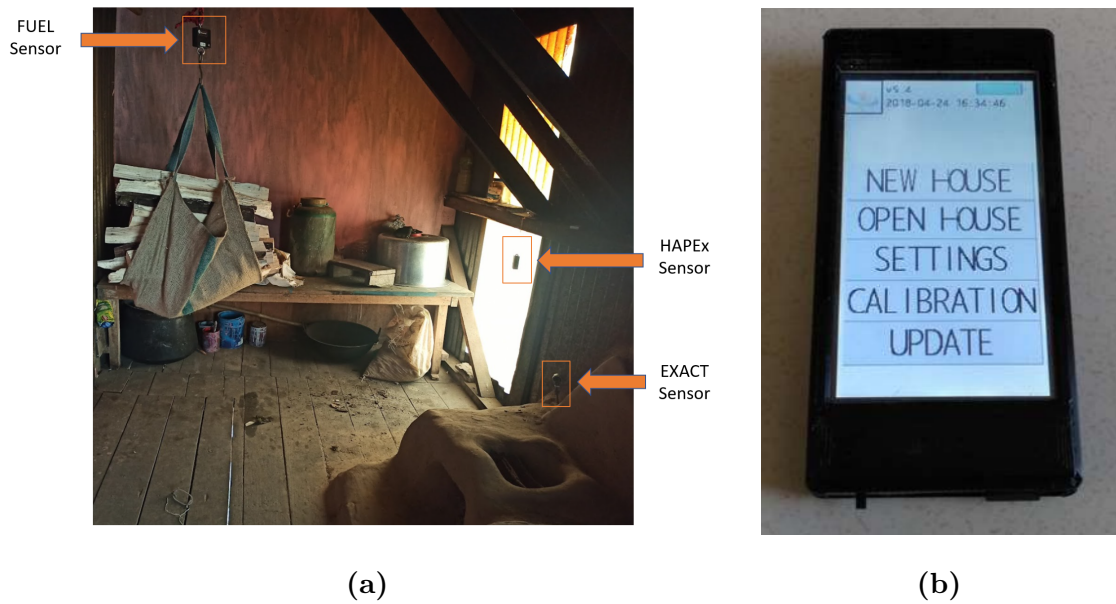 FUEL
Sensor
HAPEx
Sensor
EXACT
Sensor
v5.4
2018-04-24 16:34:46
NEW HOUSE
OPEN HOUSE
SETTINGS
CALIBRATION
UPDATE
(a)
(b)